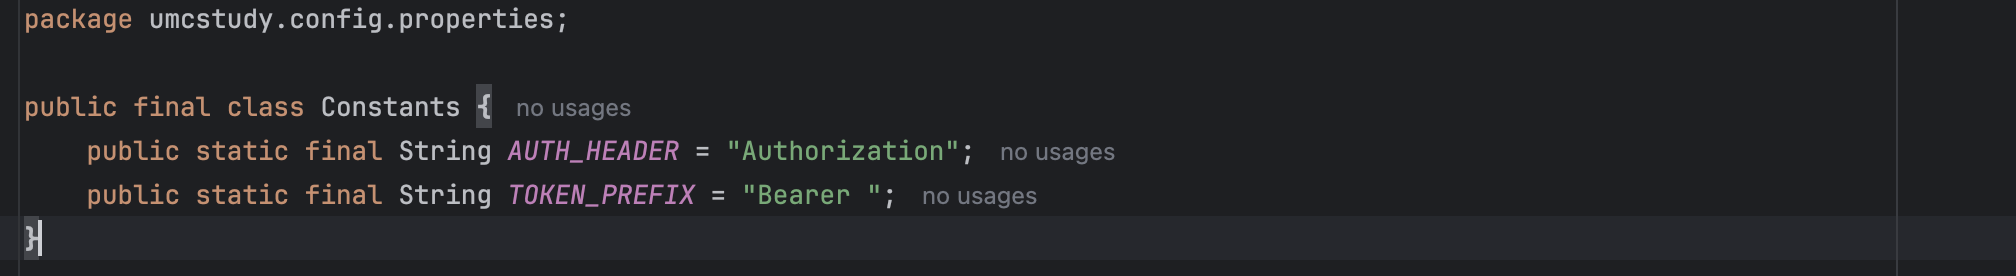 package umcstudy.config.properties;
public final class Constants { no usages
public static final String AUTH_HEADER = "Authorization"; no usages
public static final String TOKEN_PREFIX = "Bearer "; no usages
}